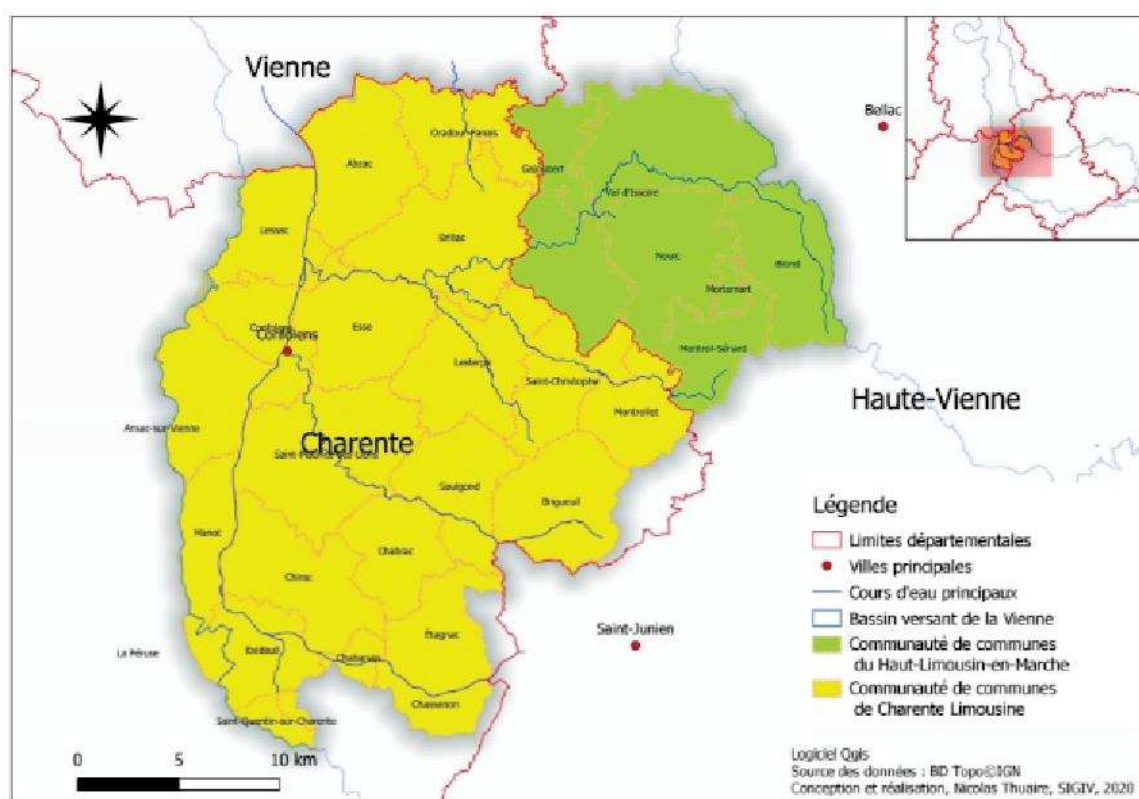 Vienne
Bellac
Oradour-Fanais
Abzac
Gajoubert
Val d'Issoire
Lessac
Brillac
Nouic
Blond
Mortemart
Confolens
Confolens
Esse
Montrol-Sénard
Lesterps
Saint-Christophe
Haute-Vienne
Montrollet
Ansac-sur-Vienne
Charente
Saulgond
Brigueuil
Manot
Chabrac
Chirac
Saint-Junien
Étagnac
La Péruse
Exideuil
Chabanais
Chassenon
Saint-Quentin-sur-Charente
Légende
Limites départementales
Villes principales
Cours d'eau principaux
Bassin versant de la Vienne
Communauté de communes
du Haut-Limousin-en-Marche
Communauté de communes
de Charente Limousine
0 5 10 km
Logiciel Qgis
Source des données : BD Topo©IGN
Conception et réalisation, Nicolas Thuaire, SIGIV, 2020